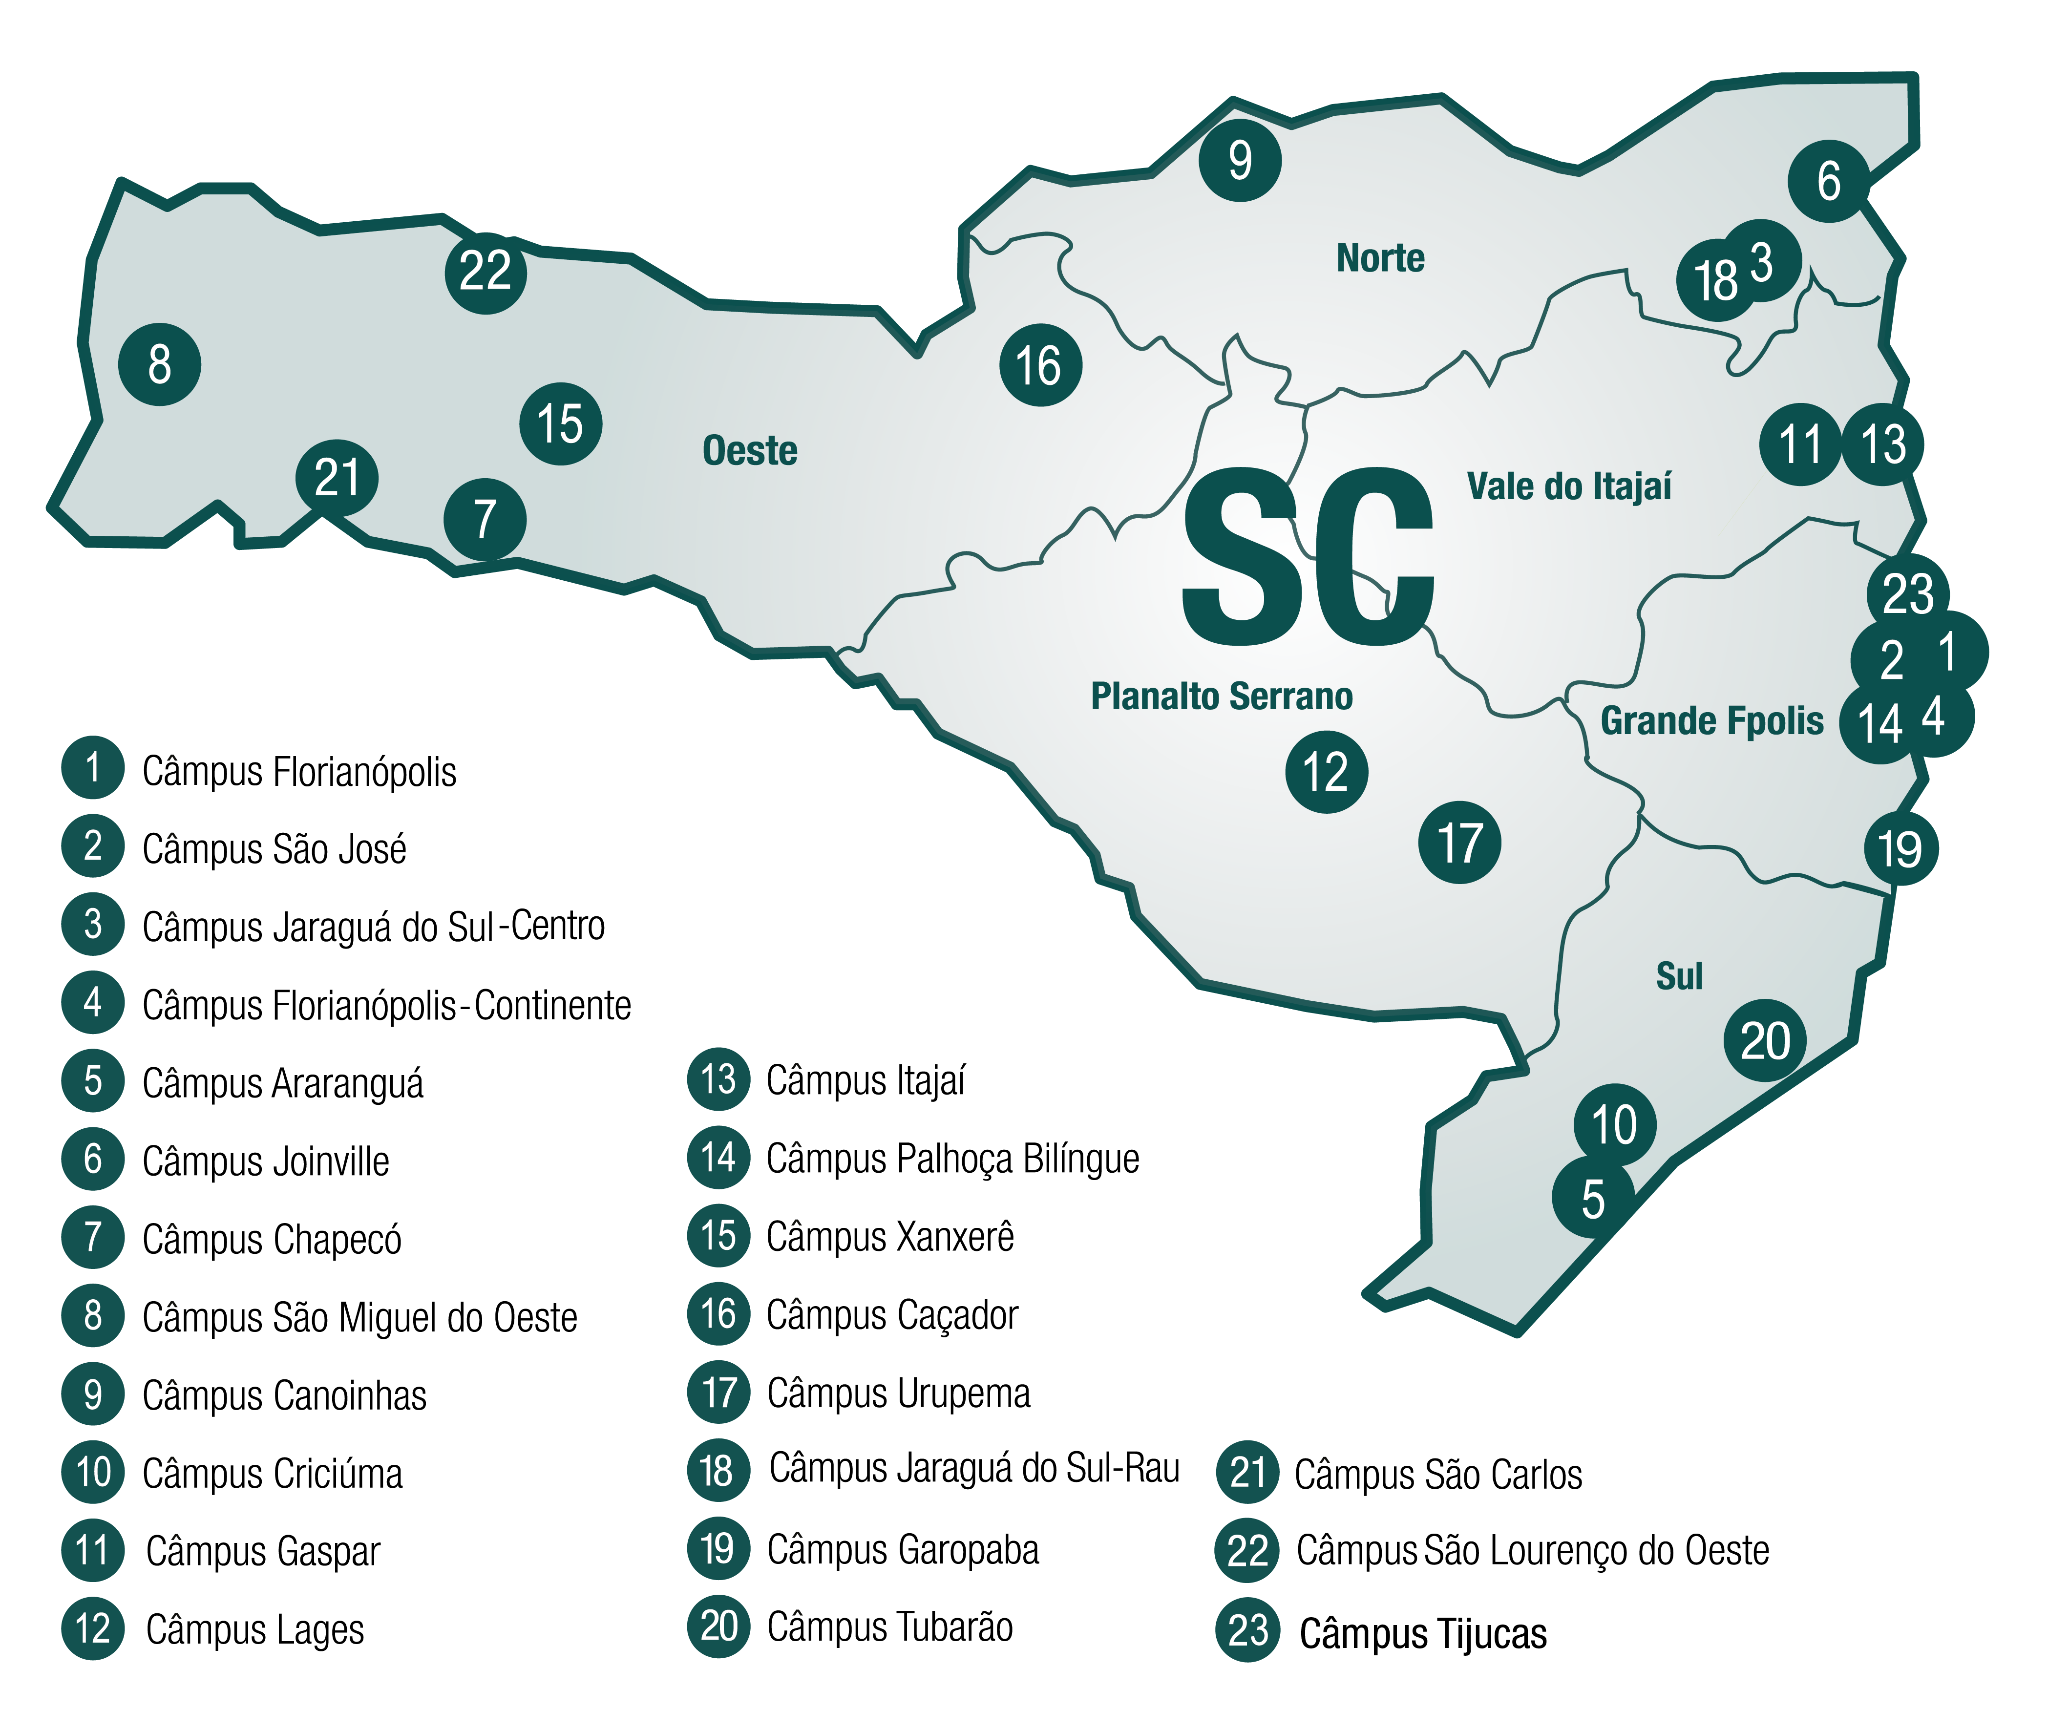 9
6
Norte
3
18
22
8
16
15
Oeste
11
13
21
Vale do Itajaí
7
SC
23
1
2
Planalto Serrano
Grande Fpolis
14
4
12
17
19
Sul
20
10
5
1 Câmpus Florianópolis
2 Câmpus São José
3 Câmpus Jaraguá do Sul-Centro
4 Câmpus Florianópolis-Continente
5 Câmpus Araranguá
6 Câmpus Joinville
7 Câmpus Chapecó
8 Câmpus São Miguel do Oeste
9 Câmpus Canoinhas
10 Câmpus Criciúma
11 Câmpus Gaspar
12 Câmpus Lages
13 Câmpus Itajaí
14 Câmpus Palhoça Bilíngue
15 Câmpus Xanxerê
16 Câmpus Caçador
17 Câmpus Urupema
18 Câmpus Jaraguá do Sul-Rau
19 Câmpus Garopaba
20 Câmpus Tubarão
21 Câmpus São Carlos
22 Câmpus São Lourenço do Oeste
23 Câmpus Tijucas